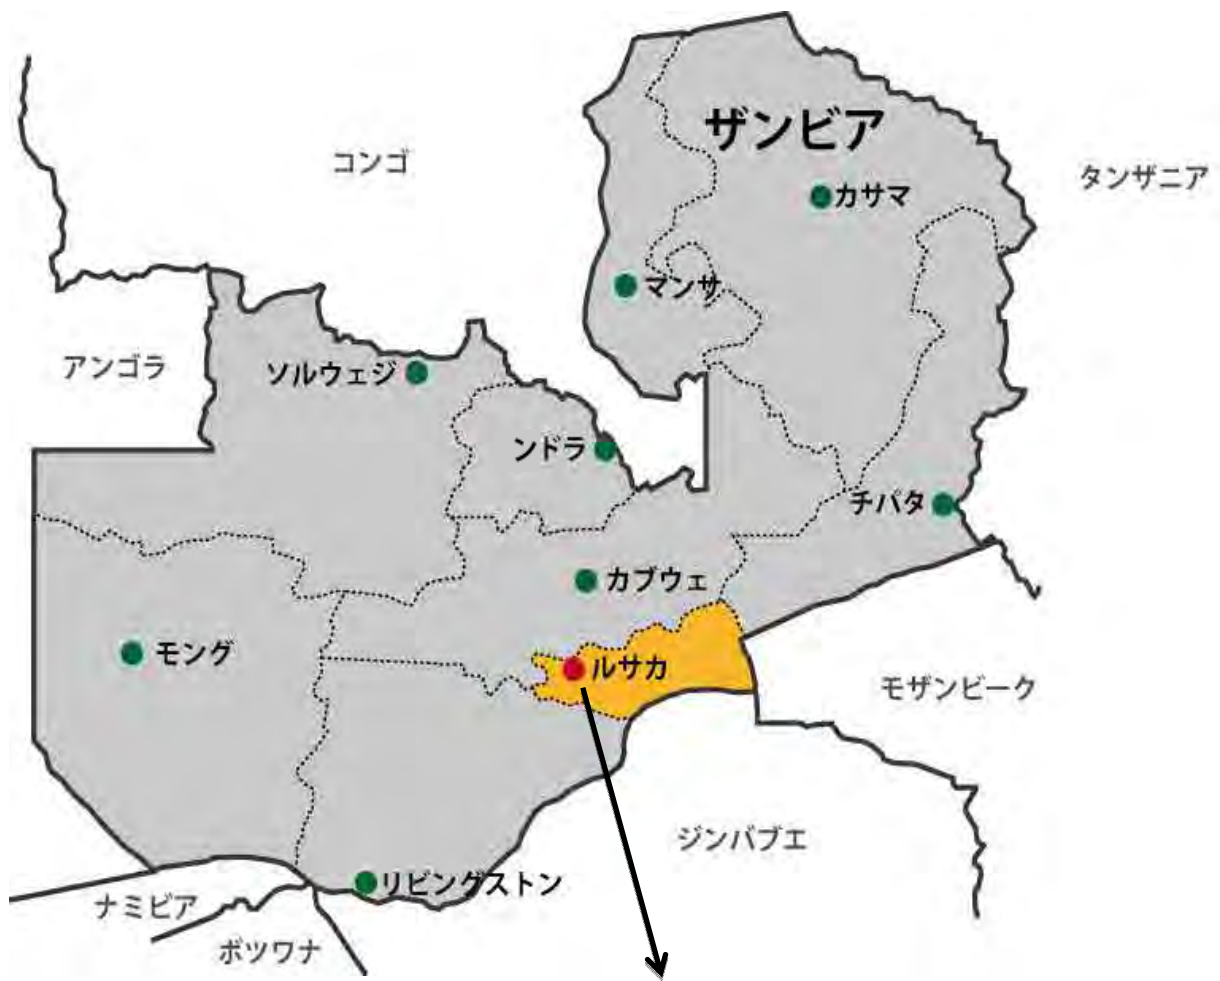 ザンビア
コンゴ
タンザニア
カサマ
マンサ
アンゴラ
ソルウェジ
ンドラ
チパタ
カブウェ
モング
ルサカ
モザンビーク
ジンバブエ
リビングストン
ナミビア
ボツワナ